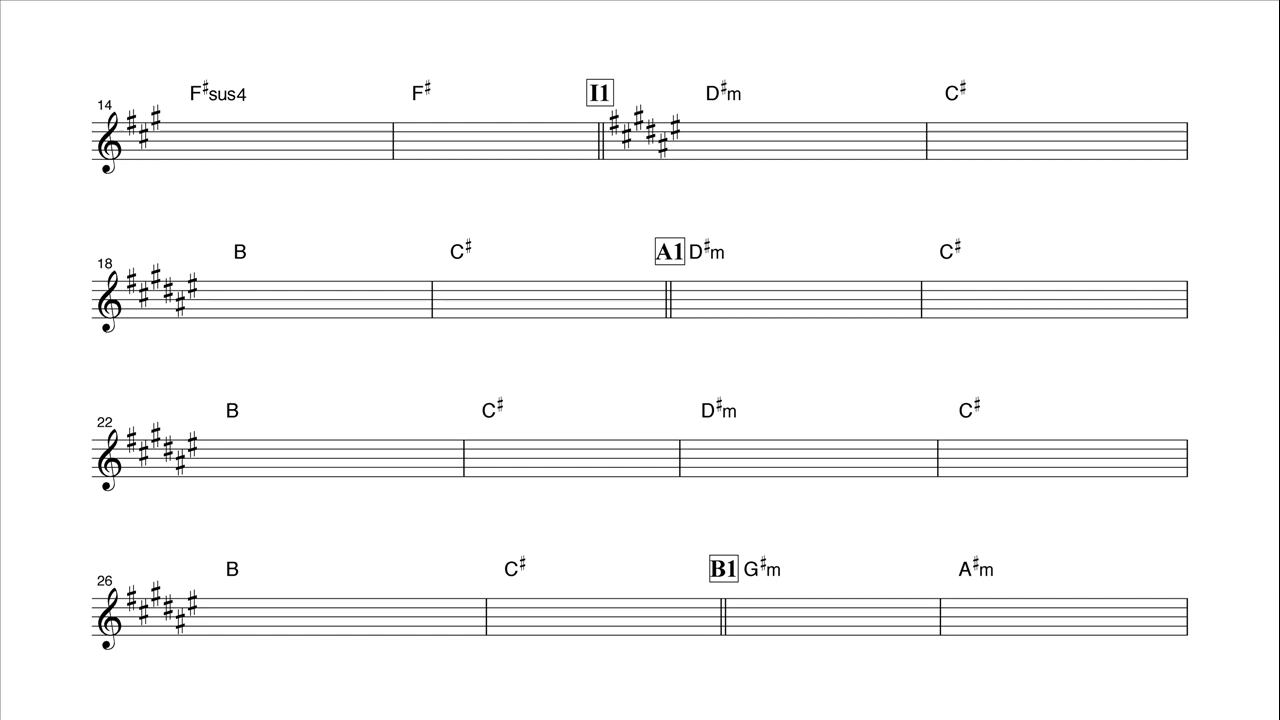 F♯sus4 F♯ I1 D♯m C♯
14
B C♯ A1 D♯m C♯
18
B C♯ D♯m C♯
22
B C♯ B1 G♯m A♯m
26